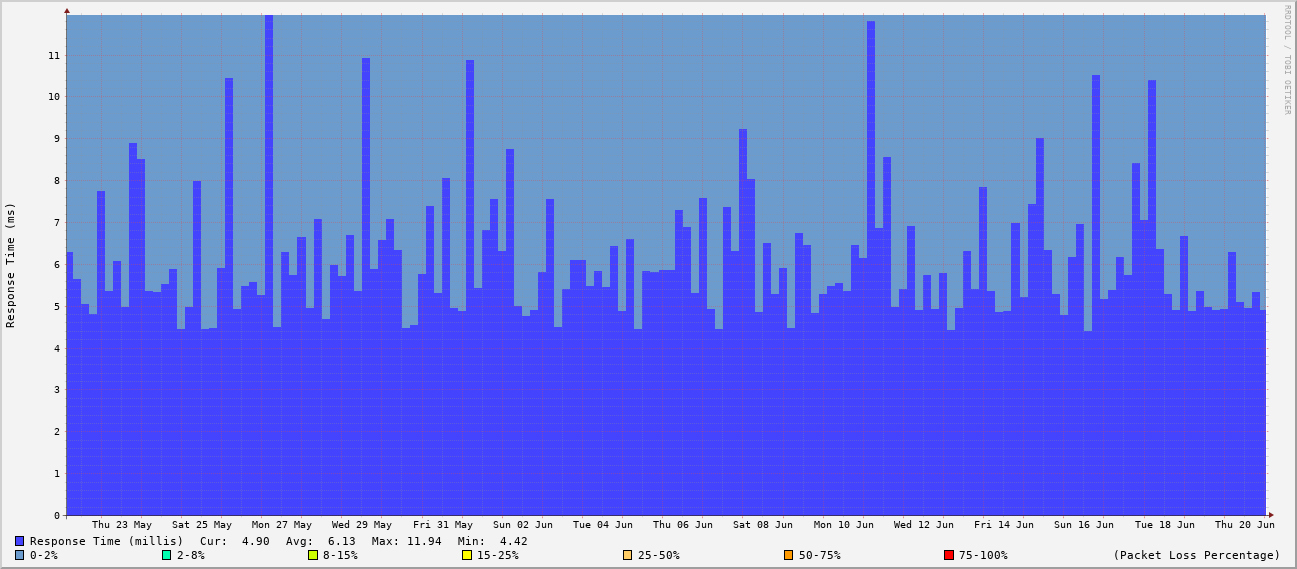 RRDTOOL / TOBI OETIKER
Response Time (ms)
11
10
9
8
7
6
5
4
3
2
1
0
Thu 23 May Sat 25 May Mon 27 May Wed 29 May Fri 31 May Sun 02 Jun Tue 04 Jun Thu 06 Jun Sat 08 Jun Mon 10 Jun Wed 12 Jun Fri 14 Jun Sun 16 Jun Tue 18 Jun Thu 20 Jun
Response Time (millis) Cur: 4.90 Avg: 6.13 Max: 11.94 Min: 4.42
0-2% 2-8% 8-15% 15-25% 25-50% 50-75% 75-100% (Packet Loss Percentage)